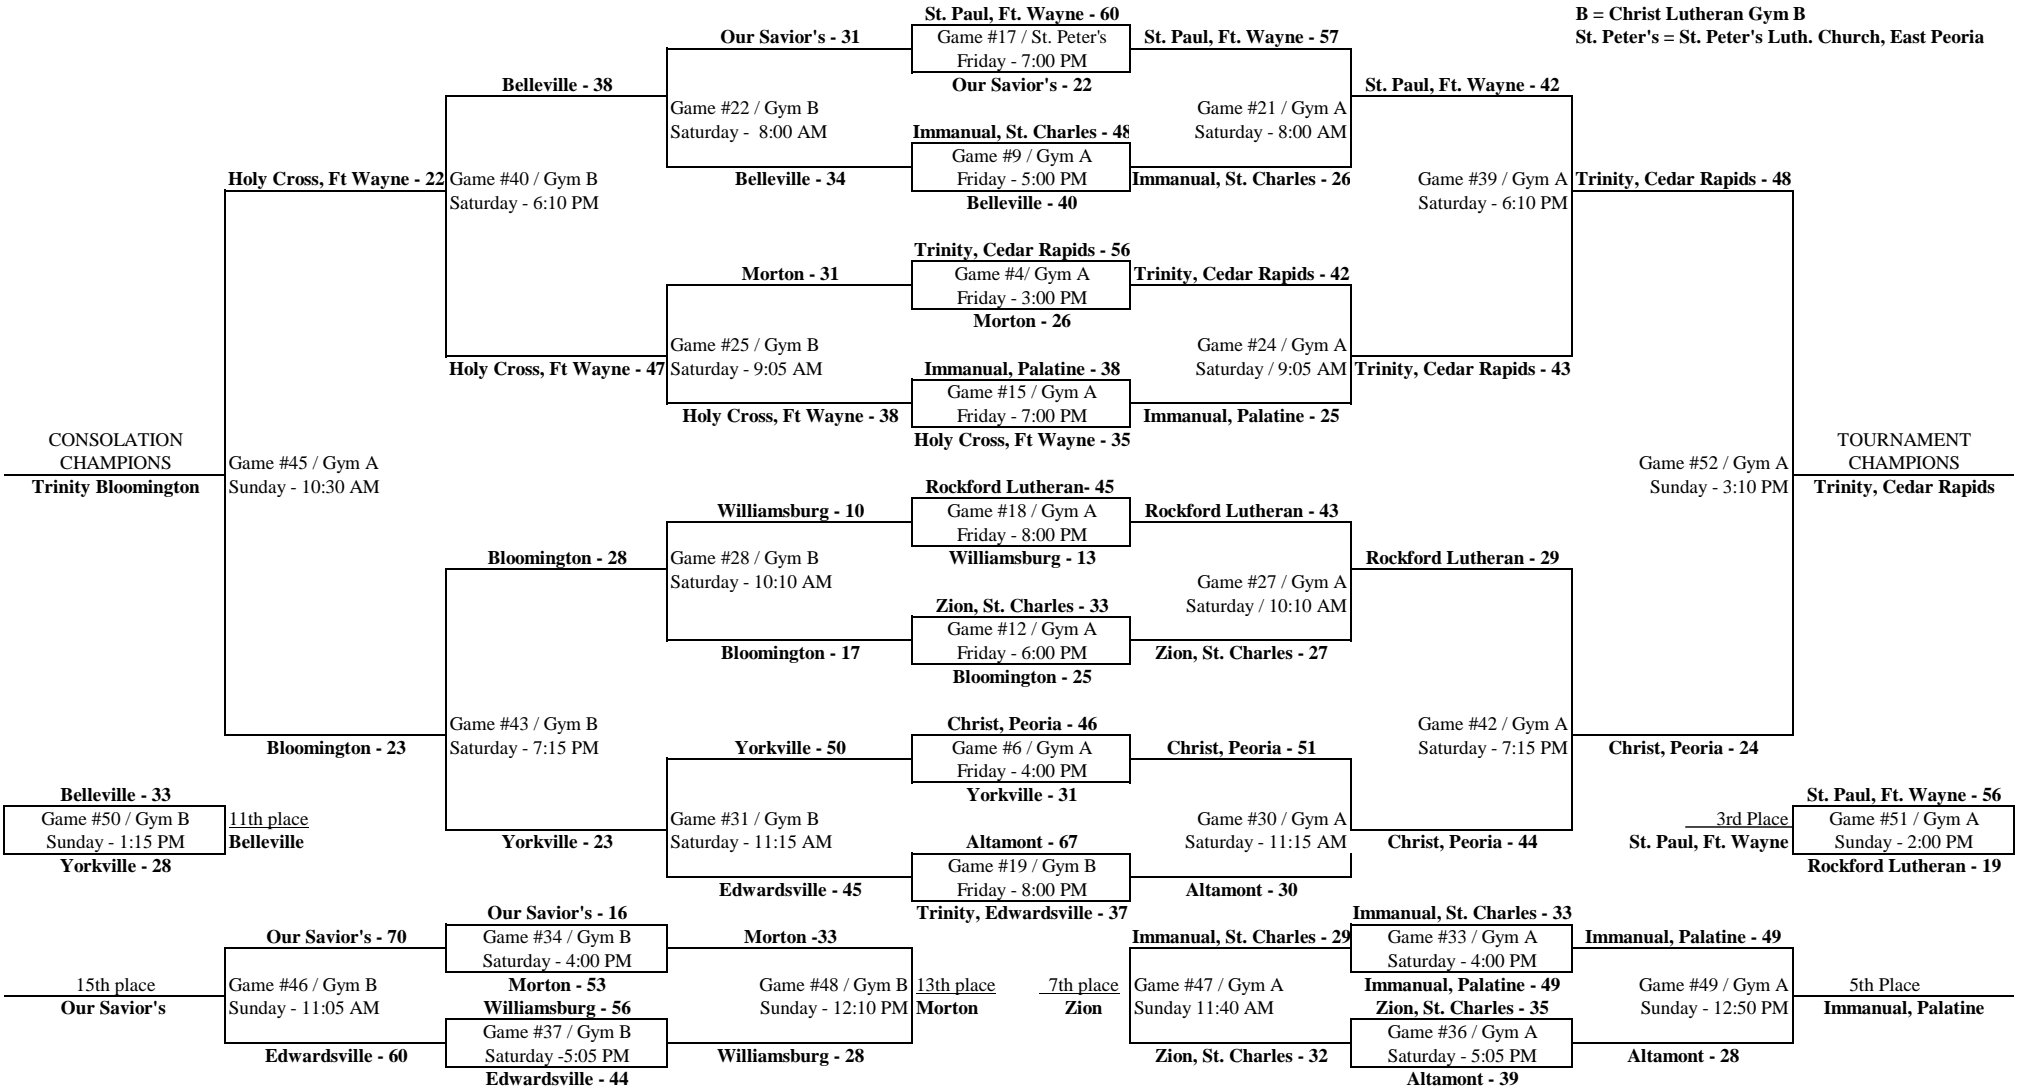 St. Paul, Ft. Wayne - 60
B = Christ Lutheran Gym B
Our Savior's - 31
Game #17 / St. Peter's
St. Paul, Ft. Wayne - 57
St. Peter's = St. Peter's Luth. Church, East Peoria
Friday - 7:00 PM
Belleville - 38
Our Savior's - 22
St. Paul, Ft. Wayne - 42
Game #22 / Gym B
Game #21 / Gym A
Saturday -  8:00 AM
Immanual, St. Charles - 48
Saturday - 8:00 AM
Game #9 / Gym A
Holy Cross, Ft Wayne - 22
Game #40 / Gym B
Belleville - 34
Friday - 5:00 PM
Immanual, St. Charles - 26
Game #39 / Gym A
Trinity, Cedar Rapids - 48
Saturday - 6:10 PM
Belleville - 40
Saturday - 6:10 PM
Trinity, Cedar Rapids - 56
Morton - 31
Game #4/ Gym A
Trinity, Cedar Rapids - 42
Friday - 3:00 PM
Morton - 26
Game #25 / Gym B
Game #24 / Gym A
Holy Cross, Ft Wayne - 47
Saturday - 9:05 AM
Immanual, Palatine - 38
Saturday / 9:05 AM
Trinity, Cedar Rapids - 43
Game #15 / Gym A
Holy Cross, Ft Wayne - 38
Friday - 7:00 PM
Immanual, Palatine - 25
CONSOLATION
Holy Cross, Ft Wayne - 35
TOURNAMENT
CHAMPIONS
Game #45 / Gym A
Game #52 / Gym A
CHAMPIONS
Trinity Bloomington
Sunday - 10:30 AM
Rockford Lutheran- 45
Sunday - 3:10 PM
Trinity, Cedar Rapids
Williamsburg - 10
Game #18 / Gym A
Rockford Lutheran - 43
Friday - 8:00 PM
Bloomington - 28
Game #28 / Gym B
Williamsburg - 13
Rockford Lutheran - 29
Saturday - 10:10 AM
Game #27 / Gym A
Zion, St. Charles - 33
Saturday / 10:10 AM
Game #12 / Gym A
Bloomington - 17
Friday - 6:00 PM
Zion, St. Charles - 27
Bloomington - 25
Game #43 / Gym B
Christ, Peoria - 46
Game #42 / Gym A
Bloomington - 23
Saturday - 7:15 PM
Yorkville - 50
Game #6 / Gym A
Christ, Peoria - 51
Saturday - 7:15 PM
Christ, Peoria - 24
Friday - 4:00 PM
Belleville - 33
Yorkville - 31
St. Paul, Ft. Wayne - 56
Game #50 / Gym B
11th place
Game #31 / Gym B
Game #30 / Gym A
3rd Place
Game #51 / Gym A
Sunday - 1:15 PM
Belleville
Yorkville - 23
Saturday - 11:15 AM
Altamont - 67
Saturday - 11:15 AM
Christ, Peoria - 44
St. Paul, Ft. Wayne
Sunday - 2:00 PM
Yorkville - 28
Game #19 / Gym B
Rockford Lutheran - 19
Edwardsville - 45
Friday - 8:00 PM
Altamont - 30
Our Savior's - 16
Trinity, Edwardsville - 37
Immanual, St. Charles - 33
Our Savior's - 70
Game #34 / Gym B
Morton -33
Immanual, St. Charles - 29
Game #33 / Gym A
Immanual, Palatine - 49
Saturday - 4:00 PM
Saturday - 4:00 PM
15th place
Game #46 / Gym B
Morton - 53
Game #48 / Gym B
13th place
7th place
Game #47 / Gym A
Immanual, Palatine - 49
Game #49 / Gym A
5th Place
Our Savior's
Sunday - 11:05 AM
Williamsburg - 56
Sunday - 12:10 PM
Morton
Zion
Sunday 11:40 AM
Zion, St. Charles - 35
Sunday - 12:50 PM
Immanual, Palatine
Game #37 / Gym B
Game #36 / Gym A
Edwardsville - 60
Saturday -5:05 PM
Williamsburg - 28
Zion, St. Charles - 32
Saturday - 5:05 PM
Altamont - 28
Edwardsville - 44
Altamont - 39